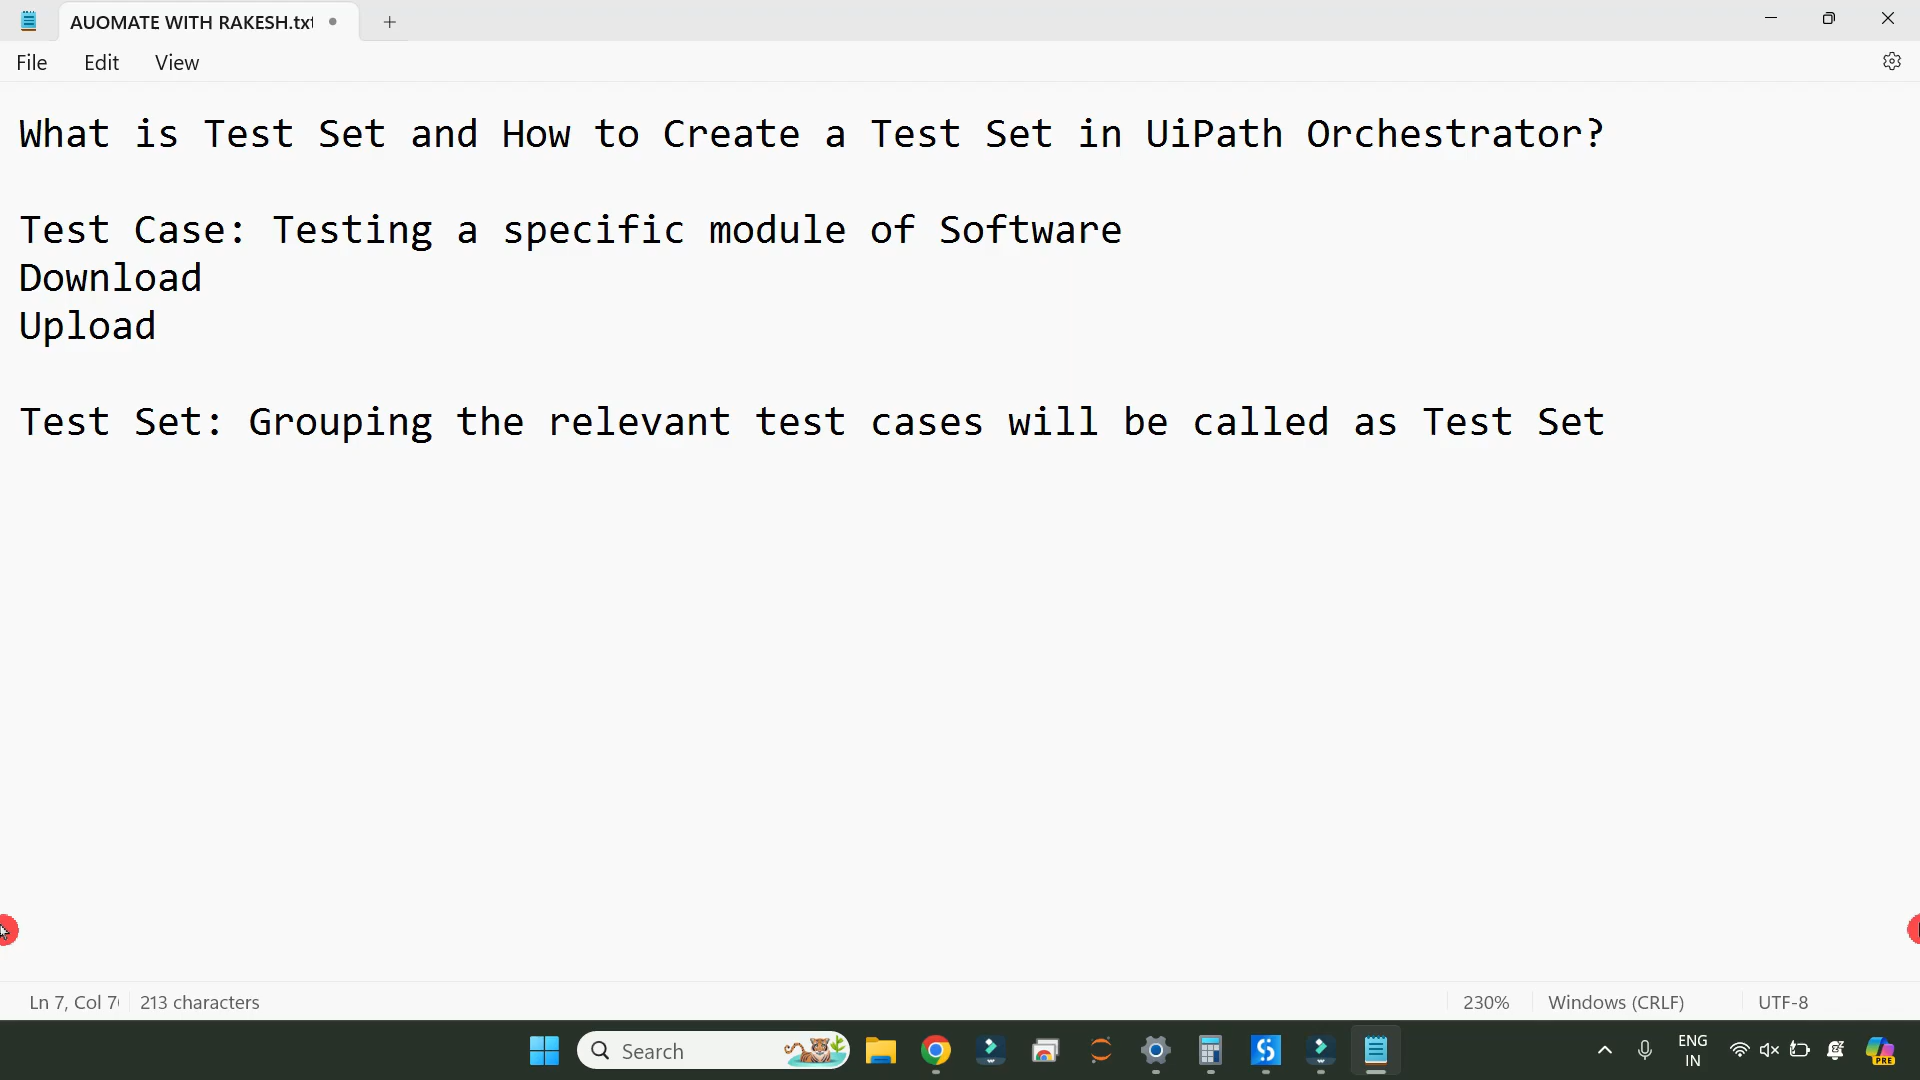 AUOMATE WITH RAKESH.txt
File Edit View
What is Test Set and How to Create a Test Set in UiPath Orchestrator?
Test Case: Testing a specific module of Software
Download
Upload
Test Set: Grouping the relevant test cases will be called as Test Set
Ln 7, Col 7 213 characters 230% Windows (CRLF) UTF-8
Search ENG
IN
PRE